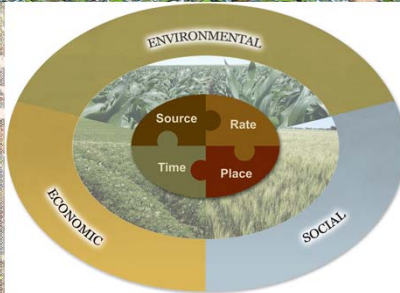 ENVIRONMENTAL
Source
Rate
Time
Place
ECONOMIC
SOCIAL